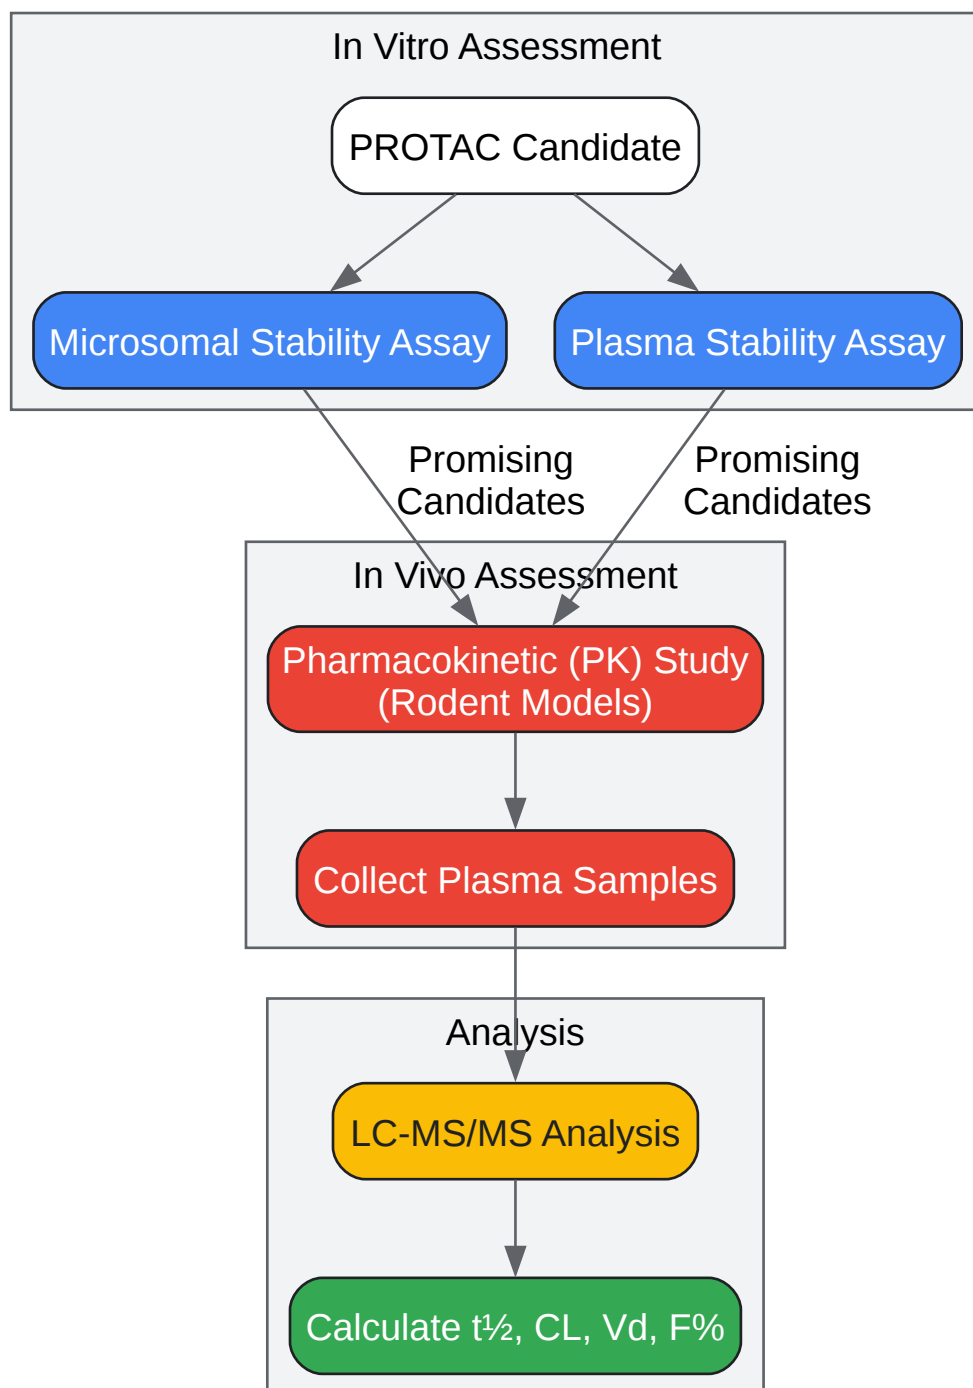 In Vitro Assessment
PROTAC Candidate
Microsomal Stability Assay
Plasma Stability Assay
Promising
Candidates
Promising
Candidates
In Vivo Assessment
Pharmacokinetic (PK) Study
(Rodent Models)
Collect Plasma Samples
Analysis
LC-MS/MS Analysis
Calculate t½, CL, Vd, F%